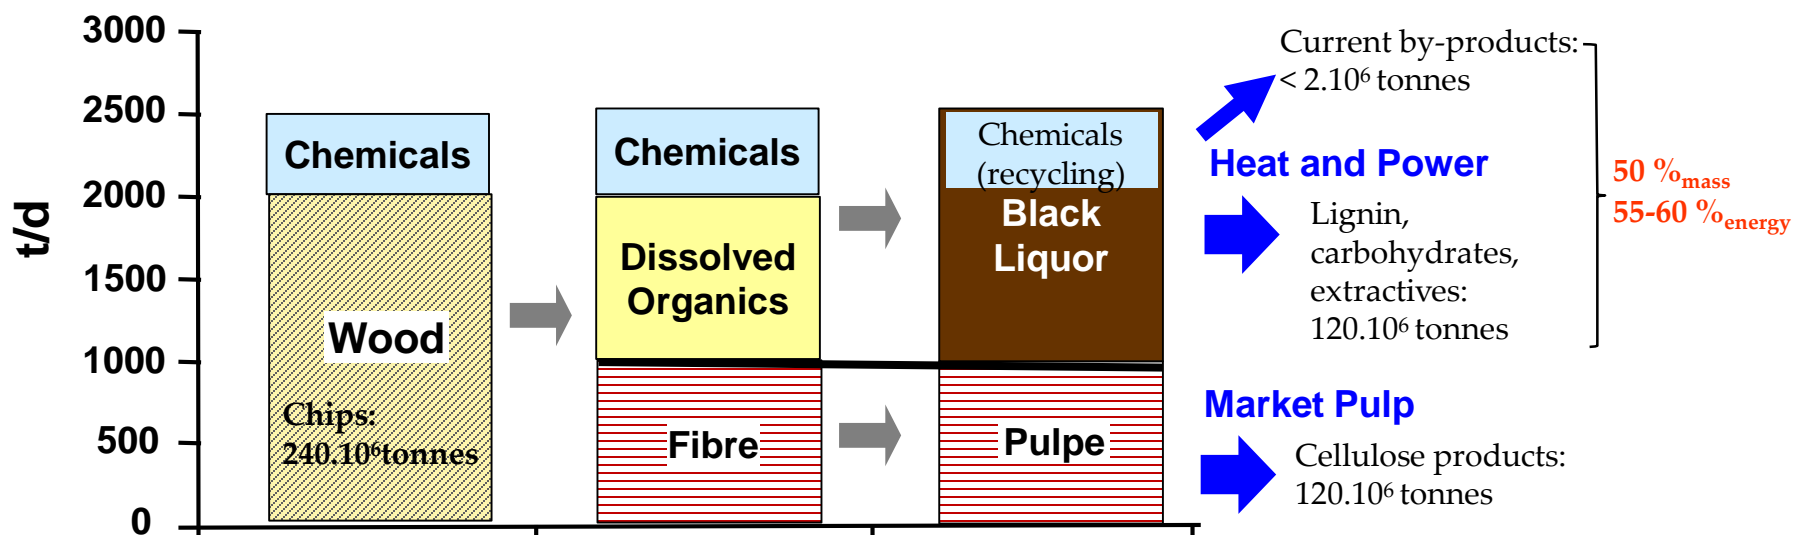 3000
2500
2000
1500
1000
500
0
t/d
Chemicals
Wood
Chips:
240.10⁶tonnes
Chemicals
Dissolved
Organics
Fibre
Chemicals
(recycling)
Black
Liquor
Pulpe
Current by-products:
< 2.10⁶ tonnes
Heat and Power
Lignin,
carbohydrates,
extractives:
120.10⁶ tonnes
50 %mass
55-60 %energy
Market Pulp
Cellulose products:
120.10⁶ tonnes